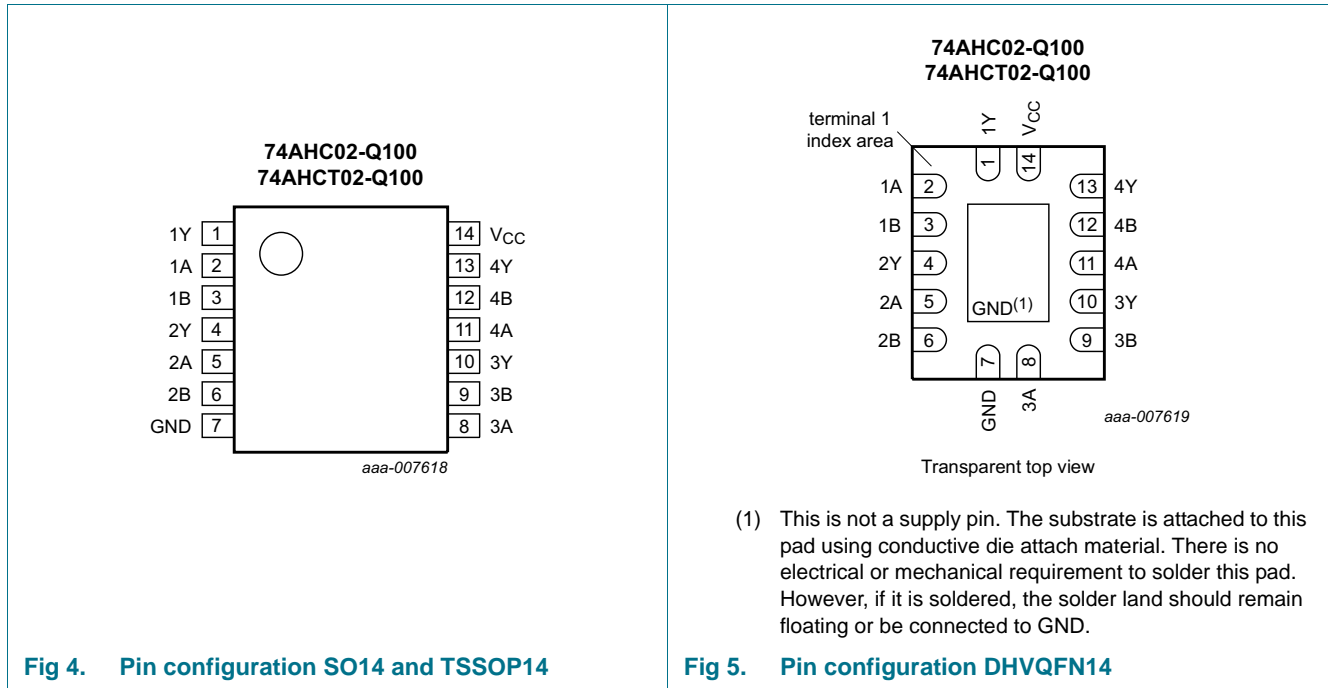 74AHC02-Q100
74AHCT02-Q100
1Y 1
1A 2
1B 3
2Y 4
2A 5
2B 6
GND 7
14 VCC
13 4Y
12 4B
11 4A
10 3Y
9 3B
8 3A
aaa-007618
Fig 4. Pin configuration SO14 and TSSOP14
74AHC02-Q100
74AHCT02-Q100
terminal 1
index area
1Y
VCC
1
14
1A 2
1B 3
2Y 4
2A 5
2B 6
13 4Y
12 4B
11 4A
10 3Y
9 3B
GND(1)
7
8
GND
3A
aaa-007619
Transparent top view
(1) This is not a supply pin. The substrate is attached to this
pad using conductive die attach material. There is no
electrical or mechanical requirement to solder this pad.
However, if it is soldered, the solder land should remain
floating or be connected to GND.
Fig 5. Pin configuration DHVQFN14